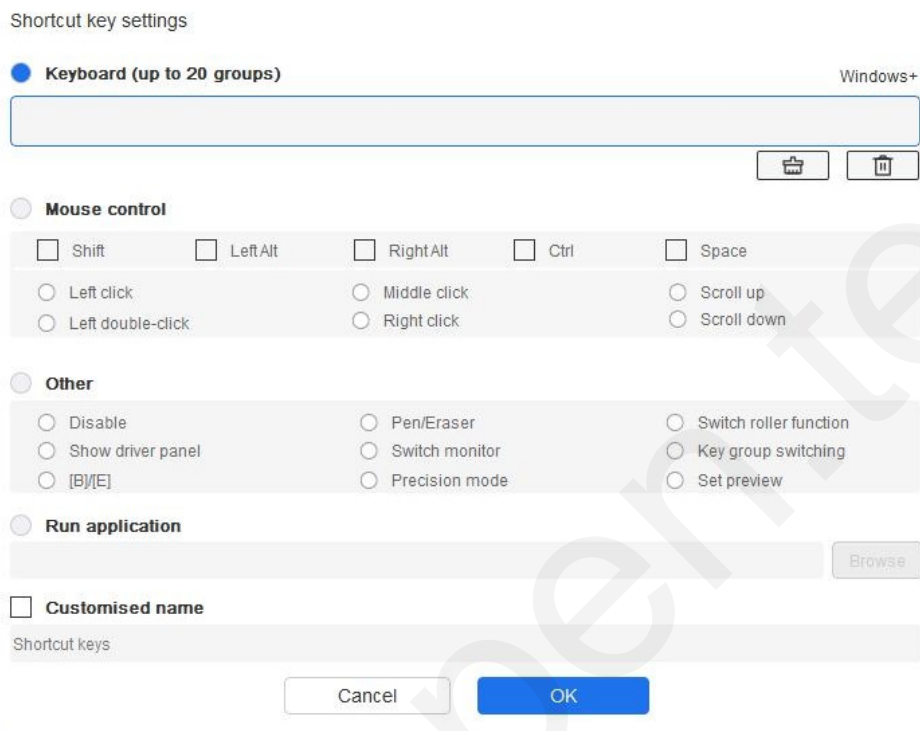 Shortcut key settings
Keyboard (up to 20 groups) Windows+
Mouse control
Shift Left Alt Right Alt Ctrl Space
Left click Middle click Scroll up
Left double-click Right click Scroll down
Other
Disable Pen/Eraser Switch roller function
Show driver panel Switch monitor Key group switching
[B]/[E] Precision mode Set preview
Run application
Browse
Customised name
Shortcut keys
Cancel OK
pen.te